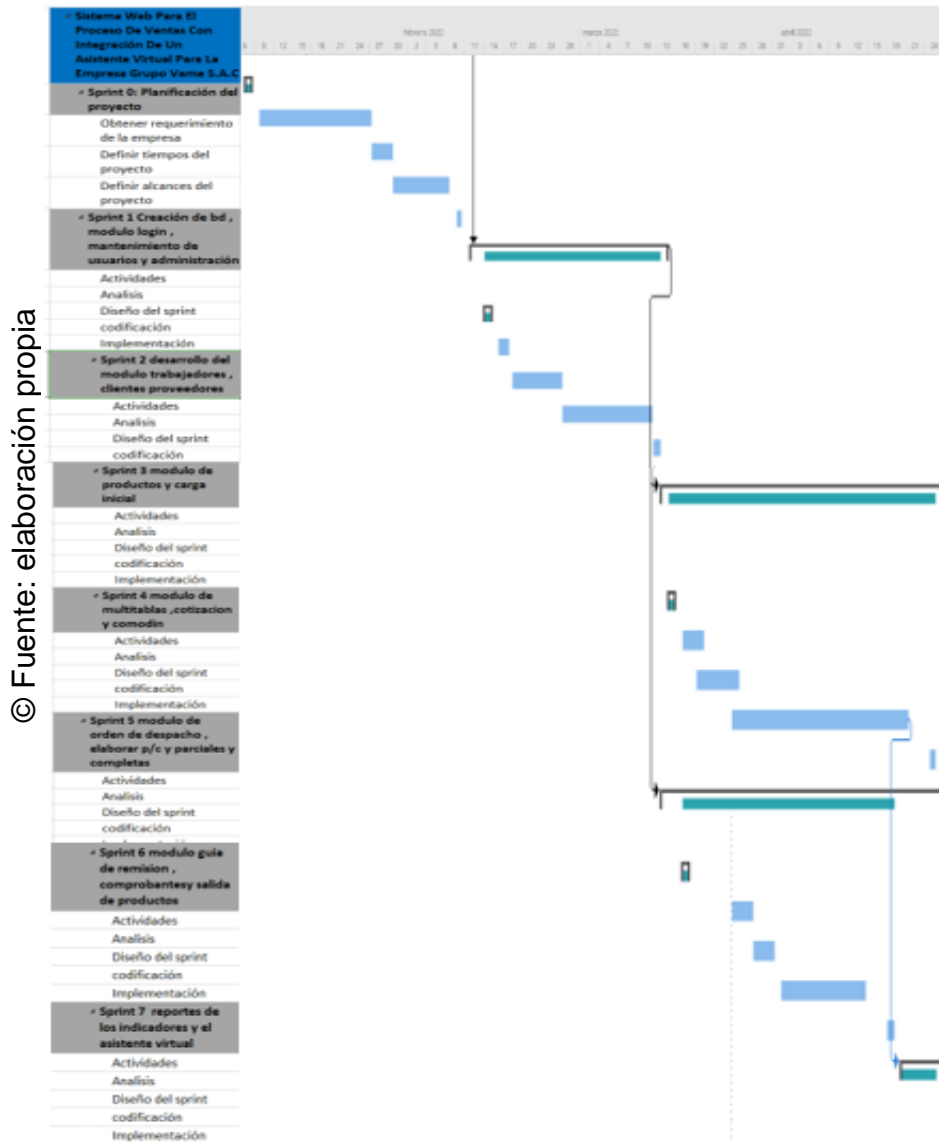 Sistema Web Para El
Proceso De Ventas Con
Integración De Un
Asistente Virtual Para La
Empresa Grupo Vame S.A.C
febrero 2022
marzo 2022
abril 2022
Sprint 0: Planificación del
proyecto
Obtener requerimiento
de la empresa
Definir tiempos del
proyecto
Definir alcances del
proyecto
Sprint 1 Creación de bd ,
modulo login ,
mantenimiento de
usuarios y administración
Actividades
Analisis
Diseño del sprint
codificación
Implementación
Sprint 2 desarrollo del
modulo trabajadores ,
clientes proveedores
Actividades
Analisis
Diseño del sprint
codificación
Sprint 3 modulo de
productos y carga
inicial
Actividades
Analisis
Diseño del sprint
codificación
Implementación
Sprint 4 modulo de
multitablas ,cotizacion
y comodin
Actividades
Analisis
Diseño del sprint
codificación
Implementación
Sprint 5 modulo de
orden de despacho ,
elaborar p/c y parciales y
completas
Actividades
Analisis
Diseño del sprint
codificación
Sprint 6 modulo guia
de remision ,
comprobantesy salida
de productos
Actividades
Analisis
Diseño del sprint
codificación
Implementación
Sprint 7 reportes de
los indicadores y el
asistente virtual
Actividades
Analisis
Diseño del sprint
codificación
Implementación
© Fuente: elaboración propia